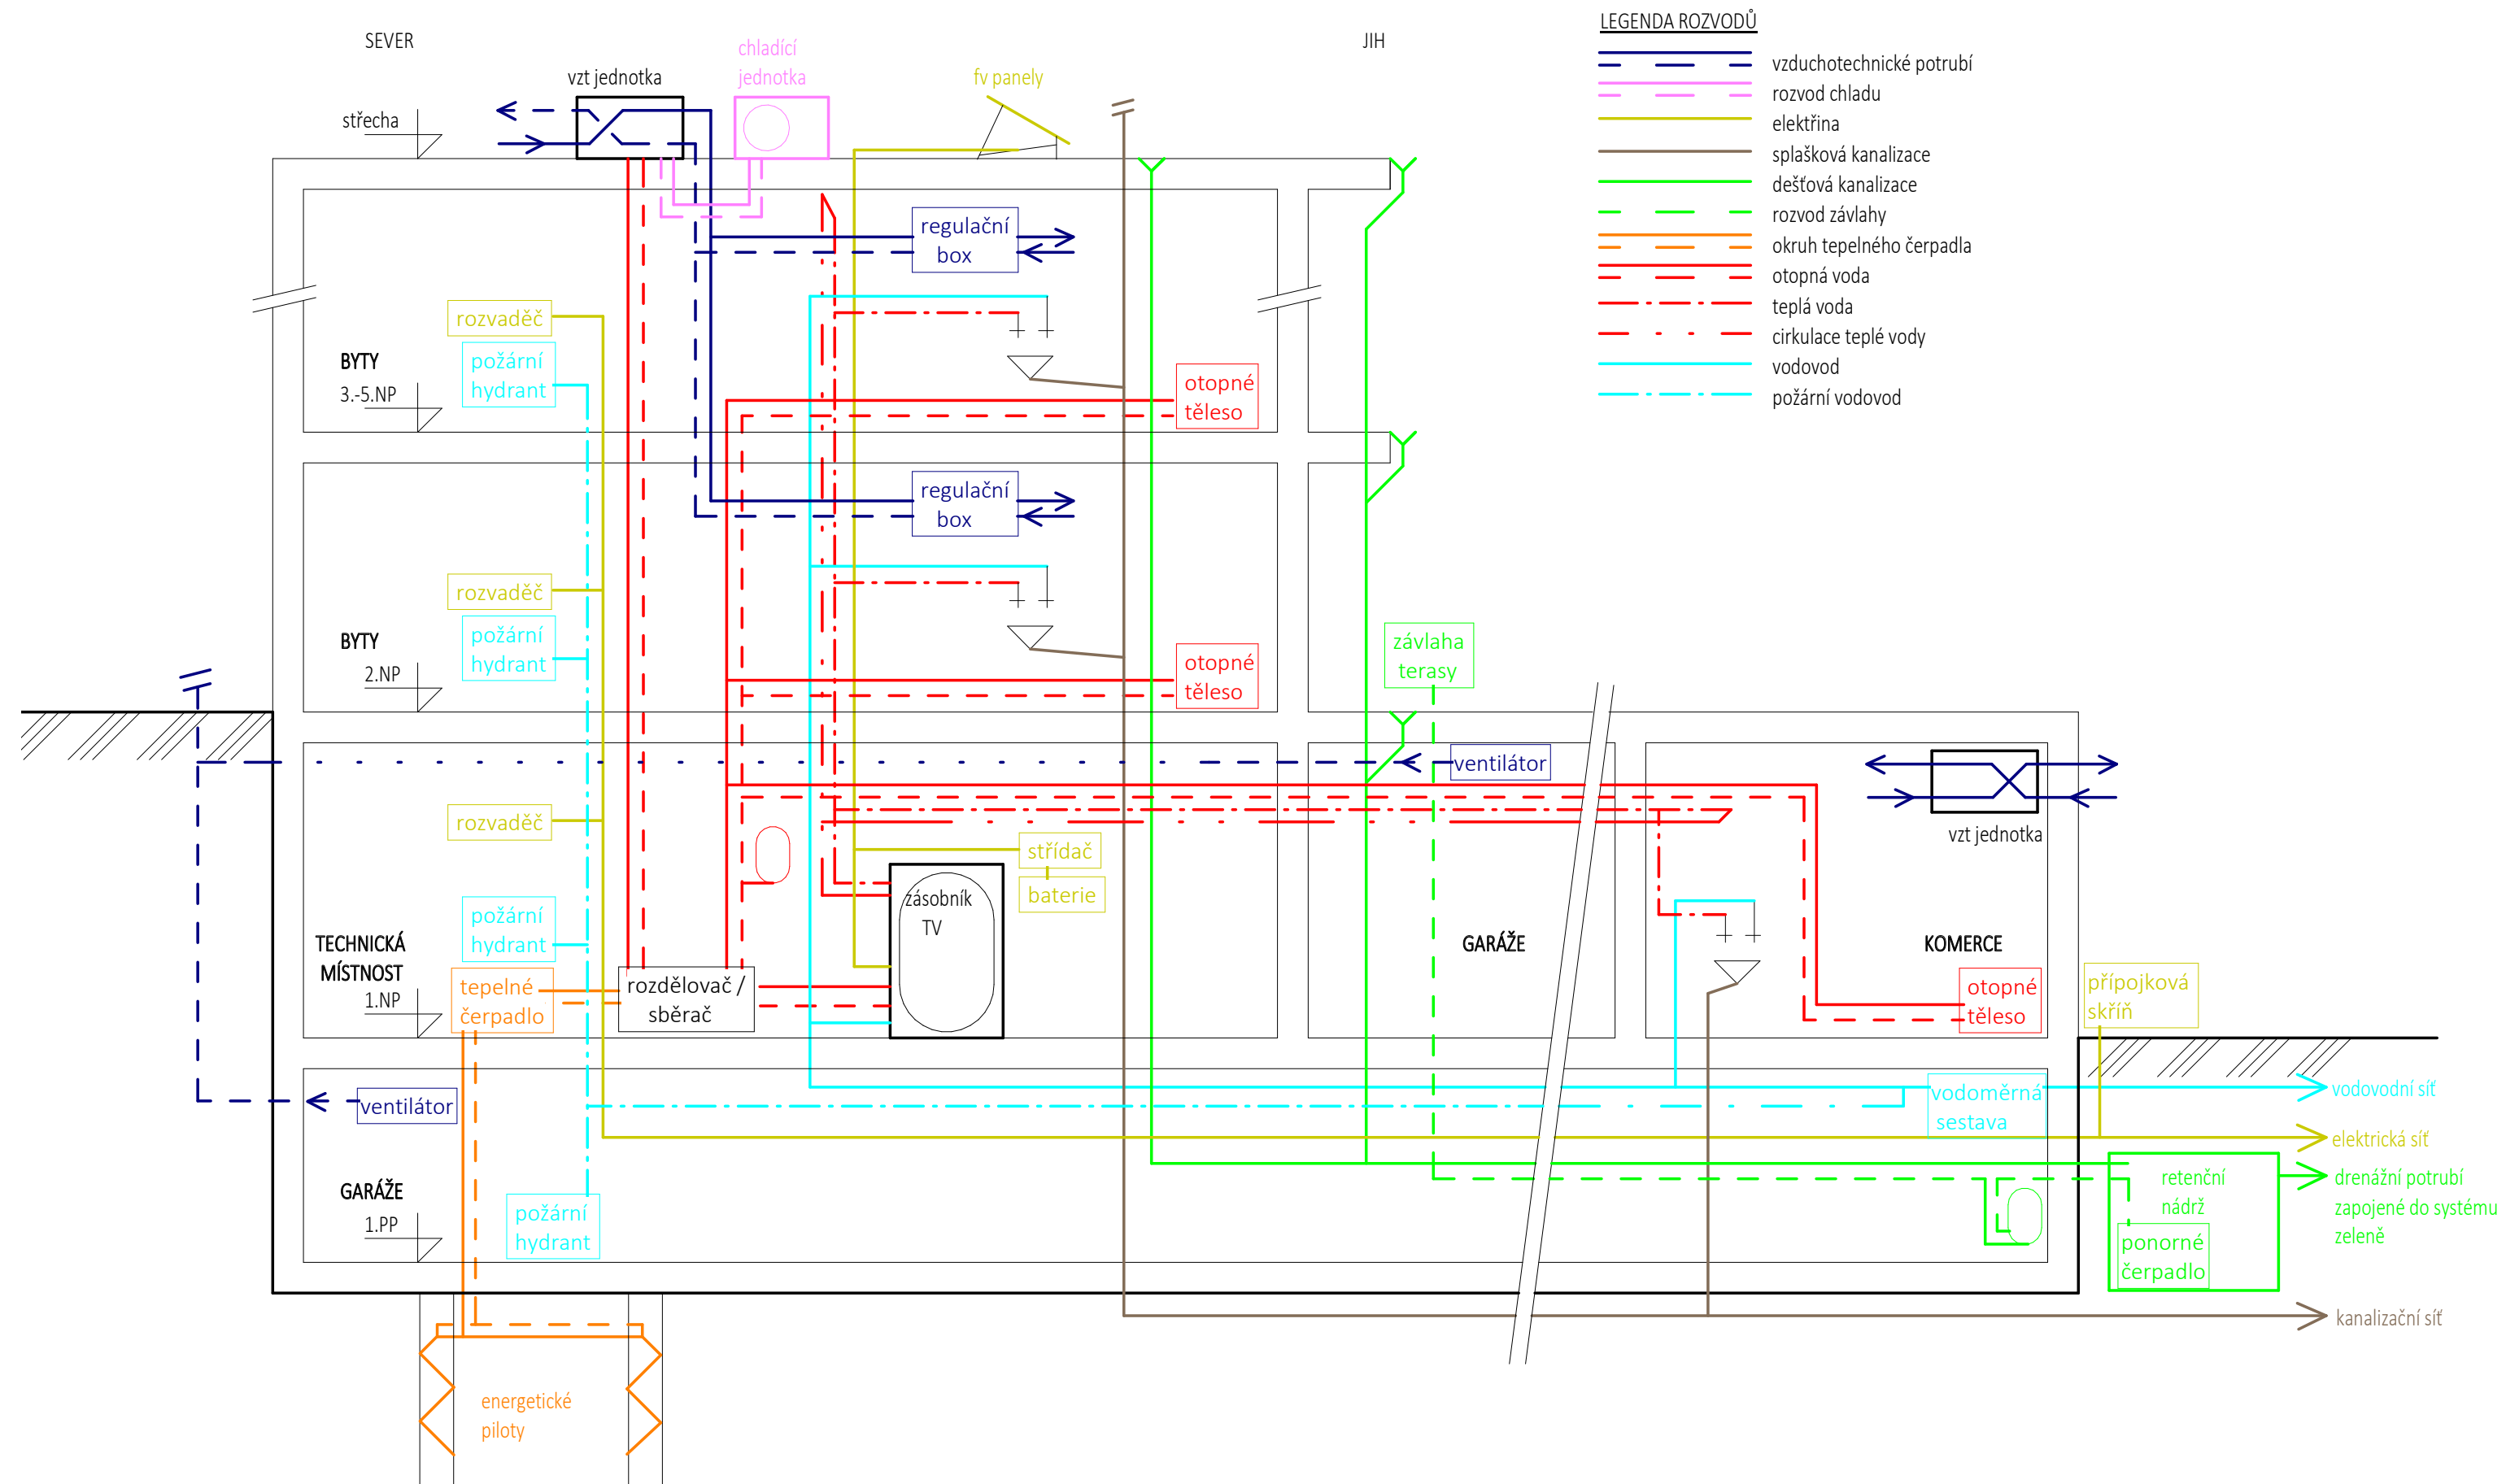 SEVER
JIH
LEGENDA ROZVODŮ
vzduchotechnické potrubí
rozvod chladu
elektřina
splašková kanalizace
dešťová kanalizace
rozvod závlahy
okruh tepelného čerpadla
otopná voda
teplá voda
cirkulace teplé vody
vodovod
požární vodovod
vzt jednotka
chladící
jednotka
fv panely
střecha
regulační
box
rozvaděč
požární
hydrant
BYTY
3.-5.NP
otopné
těleso
regulační
box
rozvaděč
požární
hydrant
BYTY
2.NP
otopné
těleso
závlaha
terasy
ventilátor
rozvaděč
střídač
baterie
zásobník
TV
vzt jednotka
požární
hydrant
TECHNICKÁ
MÍSTNOST
1.NP
tepelné
čerpadlo
rozdělovač /
sběrač
GARÁŽE
KOMERCE
otopné
těleso
přípojková
skříň
ventilátor
vodoměrná
sestava
vodovodní síť
elektrická síť
GARÁŽE
1.PP
požární
hydrant
retenční
nádrž
ponorné
čerpadlo
drenážní potrubí
zapojené do systému
zeleně
kanalizační síť
energetické
piloty